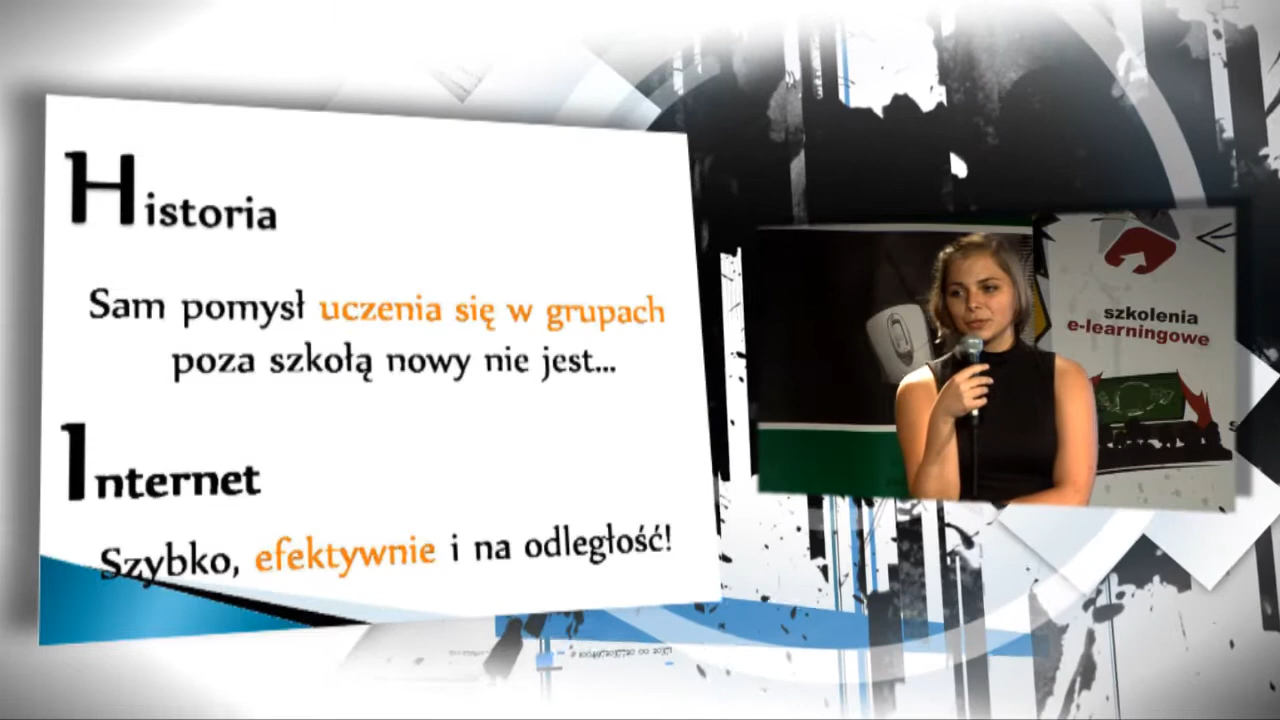 Historia
Sam pomysł uczenia się w grupach
poza szkołą nowy nie jest...
Internet
Szybko, efektywnie i na odległość!
szkolenia
e-learningowe